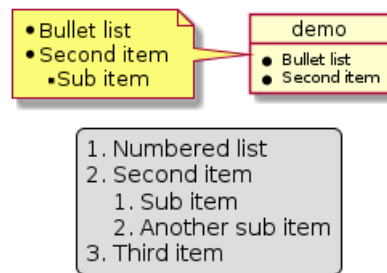 • Bullet list
• Second item
▪ Sub item
demo
• Bullet list
• Second item
1. Numbered list
2. Second item
1. Sub item
2. Another sub item
3. Third item